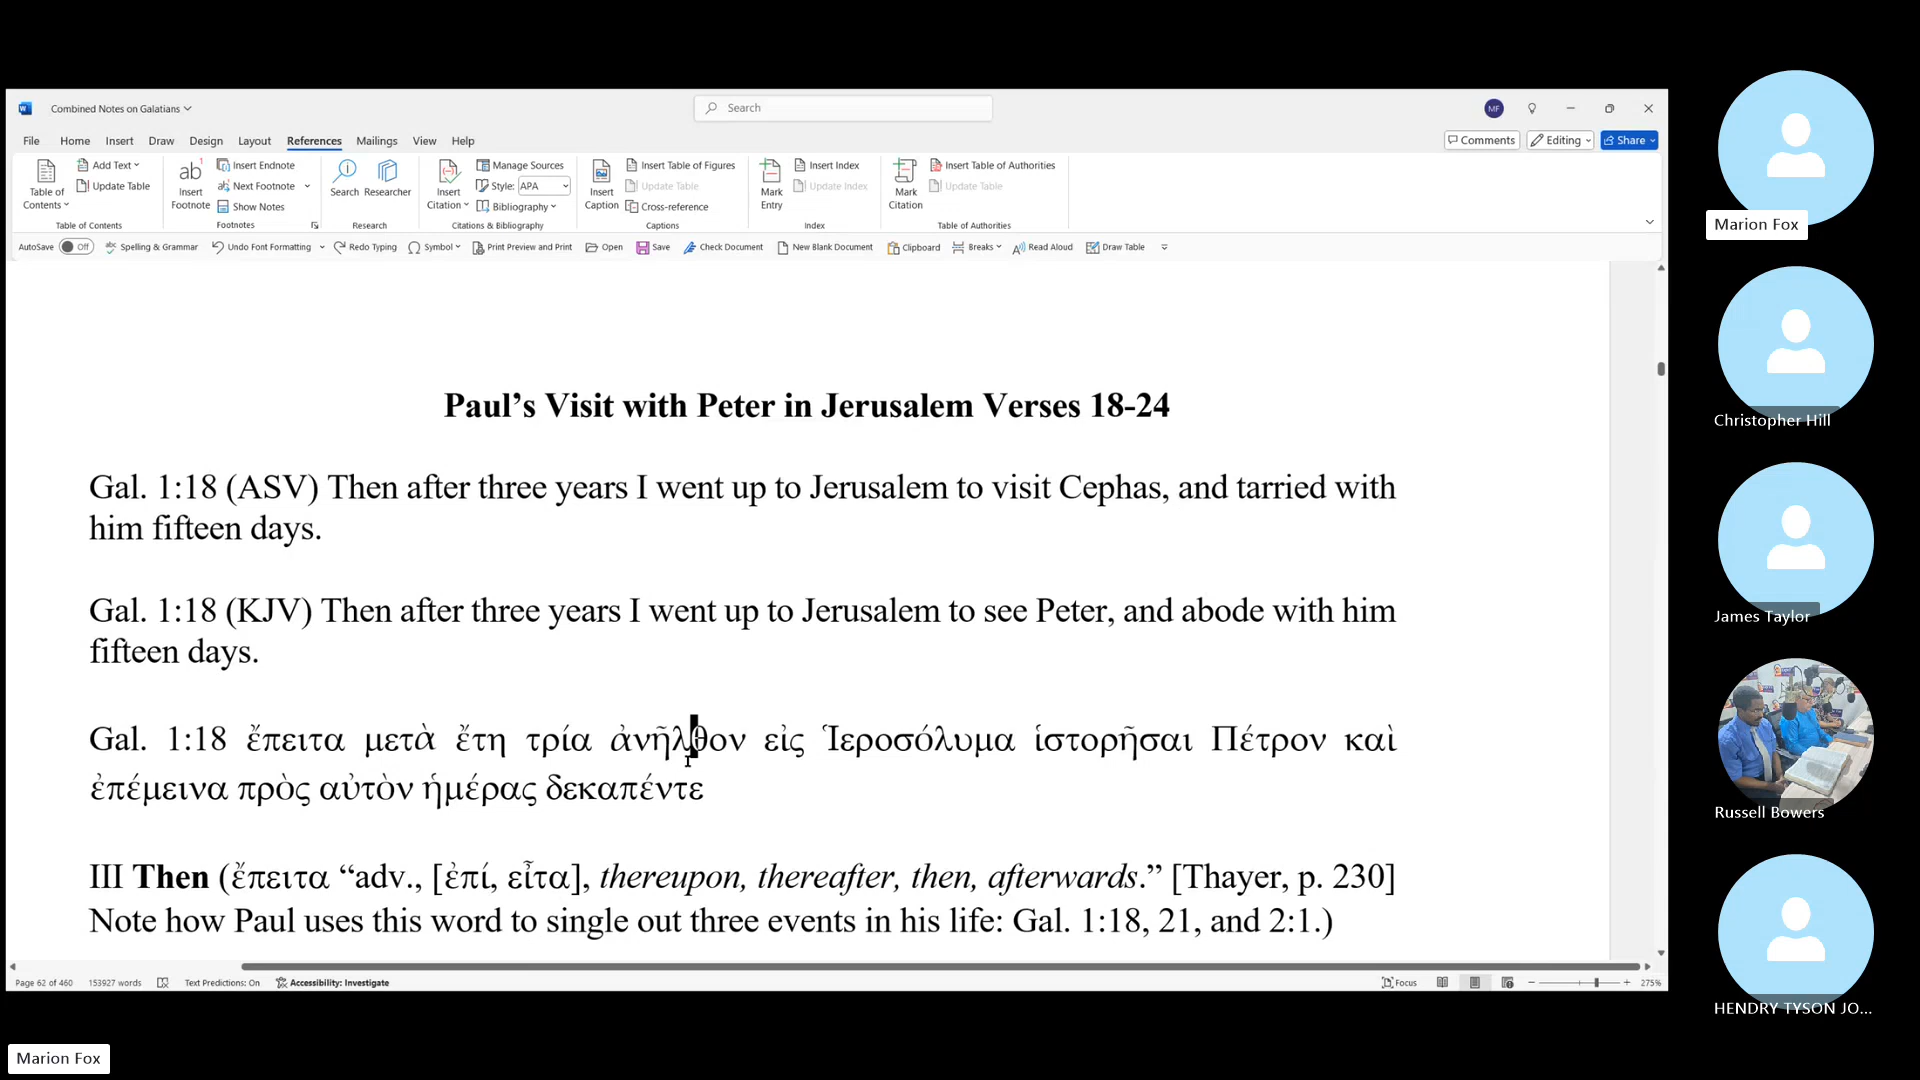 Combined Notes on Galatians
Search
MF
File Home Insert Draw Design Layout References Mailings View Help
Comments Editing Share
Table of Contents
Add Text
Update Table
Table of Contents
ab Insert Footnote
Insert Endnote
Next Footnote
Show Notes
Footnotes
Search Researcher
Research
Insert Citation
Manage Sources
Style: APA
Bibliography
Citations & Bibliography
Insert Caption
Insert Table of Figures
Update Table
Cross-reference
Captions
Mark Entry
Insert Index
Update Index
Index
Mark Citation
Insert Table of Authorities
Update Table
Table of Authorities
AutoSave Off Spelling & Grammar Undo Font Formatting Redo Typing Symbol Print Preview and Print Open Save Check Document New Blank Document Clipboard Breaks Read Aloud Draw Table
Paul’s Visit with Peter in Jerusalem Verses 18-24
Gal. 1:18 (ASV) Then after three years I went up to Jerusalem to visit Cephas, and tarried with
him fifteen days.
Gal. 1:18 (KJV) Then after three years I went up to Jerusalem to see Peter, and abode with him
fifteen days.
Gal. 1:18 ἔπειτα μετὰ ἔτη τρία ἀνῆλθον εἰς Ἱεροσόλυμα ἱστορῆσαι Πέτρον καὶ
ἐπέμεινα πρὸς αὐτὸν ἡμέρας δεκαπέντε
III Then (ἔπειτα “adv., [ἐπί, εἶτα], thereupon, thereafter, then, afterwards.” [Thayer, p. 230]
Note how Paul uses this word to single out three events in his life: Gal. 1:18, 21, and 2:1.)
Page 62 of 460 153927 words Text Predictions: On Accessibility: Investigate Focus 275%
Marion Fox
Christopher Hill
James Taylor
Russell Bowers
HENDRY TYSON JO...
Marion Fox